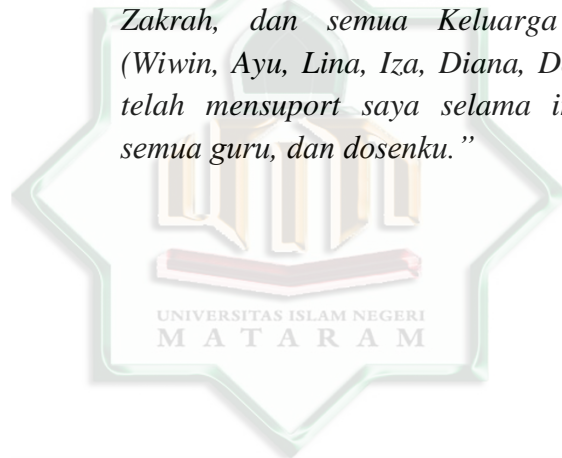 Zakrah, dan semua Keluarga
(Wiwin, Ayu, Lina, Iza, Diana,
telah mensuport saya selama
semua guru, dan dosenku.”
UNIVERSITAS ISLAM NEGERI
MATARAM